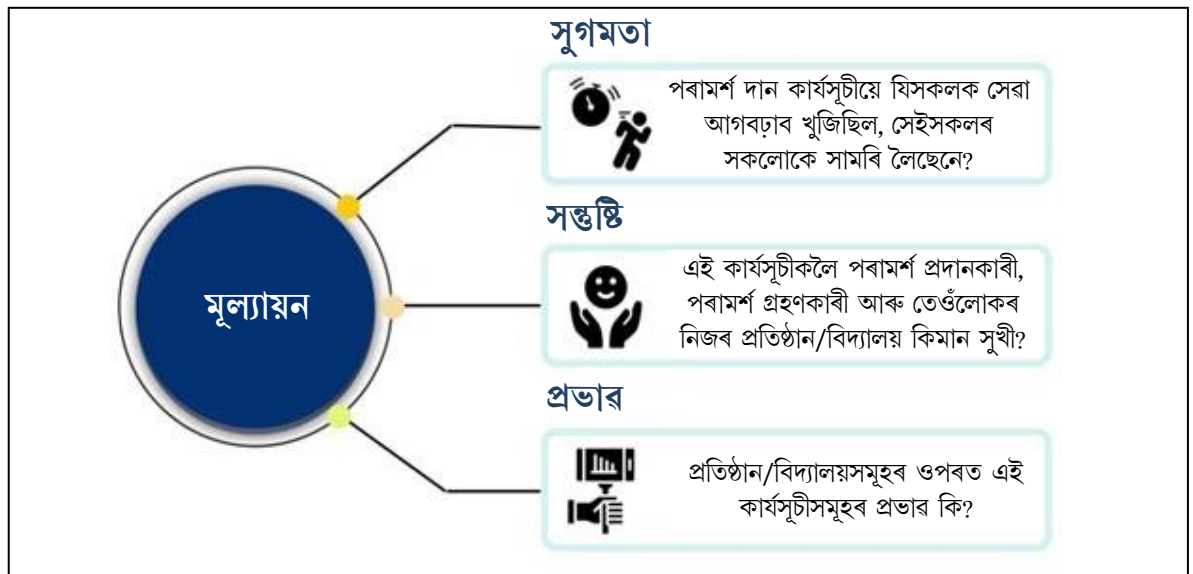 সুগমতা
পৰামৰ্শ দান কাৰ্যসূচীয়ে যিসকলক সেৱা
আগবঢ়াব খুজিছিল, সেইসকলৰ
সকলোকে সামৰি লৈছেনে?
মূল্যায়ন
সন্তুষ্টি
এই কাৰ্যসূচীকলৈ পৰামৰ্শ প্ৰদানকাৰী,
পৰামৰ্শ গ্ৰহণকাৰী আৰু তেওঁলোকৰ
নিজৰ প্ৰতিষ্ঠান/বিদ্যালয় কিমান সুখী?
প্ৰভাৱ
প্ৰতিষ্ঠান/বিদ্যালয়সমূহৰ ওপৰত এই
কাৰ্যসূচীসমূহৰ প্ৰভাৱ কি?